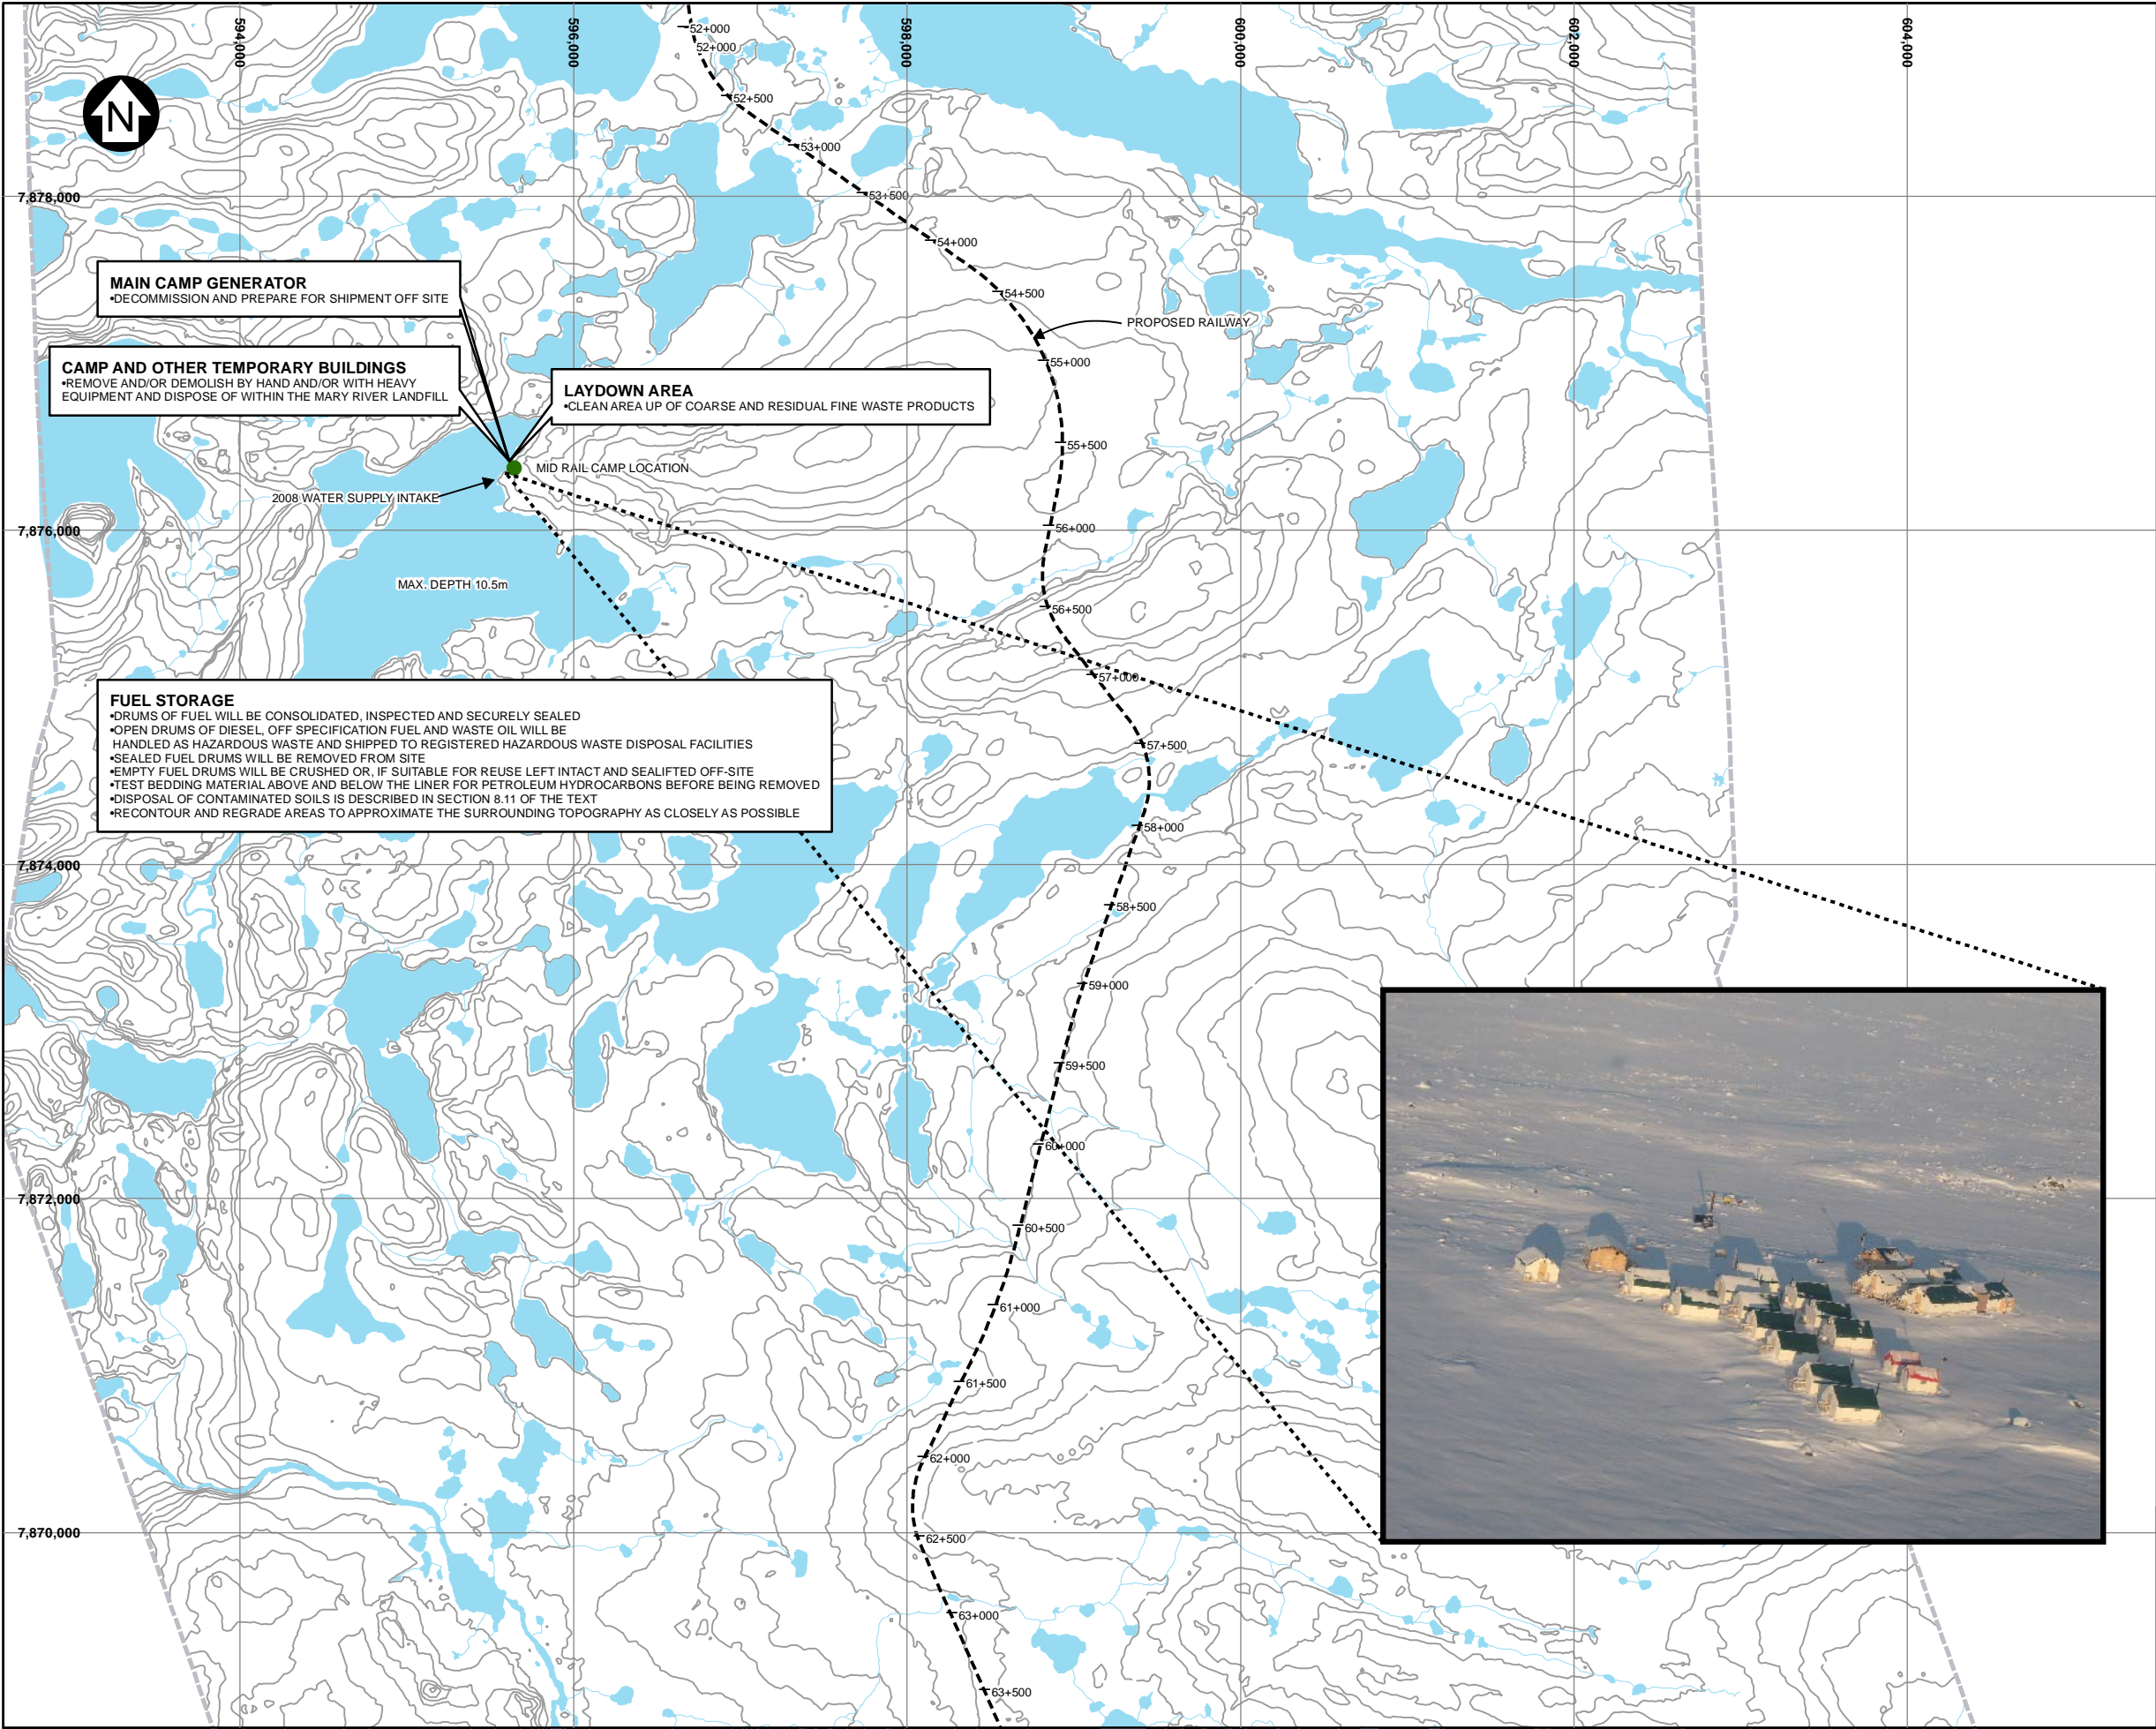 594,000
596,000
598,000
600,000
602,000
604,000
52+000
52+000
52+500
N
53+000
7,878,000
53+500
54+000
MAIN CAMP GENERATOR
•DECOMMISSION AND PREPARE FOR SHIPMENT OFF SITE
54+500
PROPOSED RAILWAY
55+000
CAMP AND OTHER TEMPORARY BUILDINGS
•REMOVE AND/OR DEMOLISH BY HAND AND/OR WITH HEAVY
EQUIPMENT AND DISPOSE OF WITHIN THE MARY RIVER LANDFILL
LAYDOWN AREA
•CLEAN AREA UP OF COARSE AND RESIDUAL FINE WASTE PRODUCTS
55+500
MID RAIL CAMP LOCATION
2008 WATER SUPPLY INTAKE
7,876,000
56+000
MAX. DEPTH 10.5m
56+500
57+000
FUEL STORAGE
•DRUMS OF FUEL WILL BE CONSOLIDATED, INSPECTED AND SECURELY SEALED
•OPEN DRUMS OF DIESEL, OFF SPECIFICATION FUEL AND WASTE OIL WILL BE
HANDLED AS HAZARDOUS WASTE AND SHIPPED TO REGISTERED HAZARDOUS WASTE DISPOSAL FACILITIES
•SEALED FUEL DRUMS WILL BE REMOVED FROM SITE
•EMPTY FUEL DRUMS WILL BE CRUSHED OR, IF SUITABLE FOR REUSE LEFT INTACT AND SEALIFTED OFF-SITE
•TEST BEDDING MATERIAL ABOVE AND BELOW THE LINER FOR PETROLEUM HYDROCARBONS BEFORE BEING REMOVED
•DISPOSAL OF CONTAMINATED SOILS IS DESCRIBED IN SECTION 8.11 OF THE TEXT
•RECONTOUR AND REGRADE AREAS TO APPROXIMATE THE SURROUNDING TOPOGRAPHY AS CLOSELY AS POSSIBLE
57+500
58+000
7,874,000
58+500
59+000
59+500
60+000
7,872,000
60+500
61+000
61+500
62+000
7,870,000
62+500
63+000
63+500